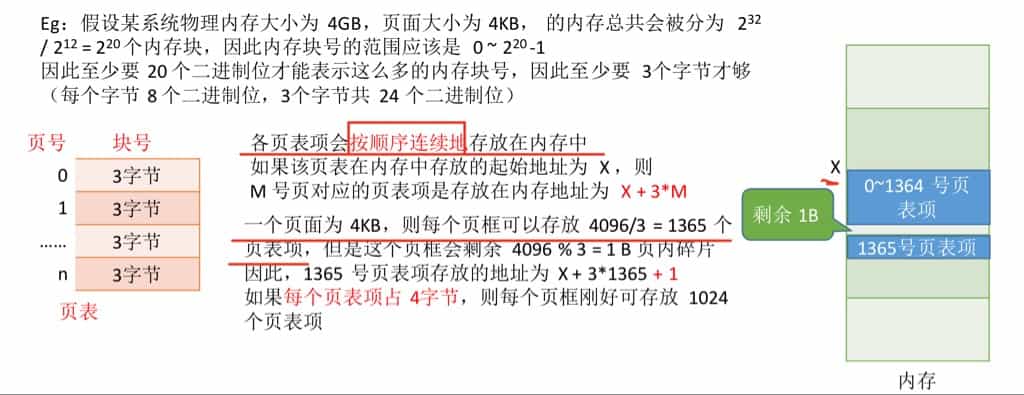 Eg：假设某系统物理内存大小为 4GB，页面大小为 4KB， 的内存总共会被分为 2³²
/ 2¹² = 2²⁰ 个内存块，因此内存块号的范围应该是 0 ~ 2²⁰ -1
因此至少要 20 个二进制位才能表示这么多的内存块号，因此至少要 3个字节才够
（每个字节 8 个二进制位，3个字节共 24 个二进制位）
页号 块号
0 3字节
1 3字节
...... 3字节
n 3字节
页表
各页表项会按顺序连续地存放在内存中
如果该页表在内存中存放的起始地址为 X，则
M 号页对应的页表项是存放在内存地址为 X + 3*M
一个页面为 4KB，则每个页框可以存放 4096/3 = 1365 个
页表项，但是这个页框会剩余 4096 % 3 = 1 B 页内碎片
因此，1365 号页表项存放的地址为 X + 3*1365 + 1
如果每个页表项占 4字节，则每个页框刚好可存放 1024
个页表项
X
0~1364 号页
表项
剩余 1B
1365号页表项
内存